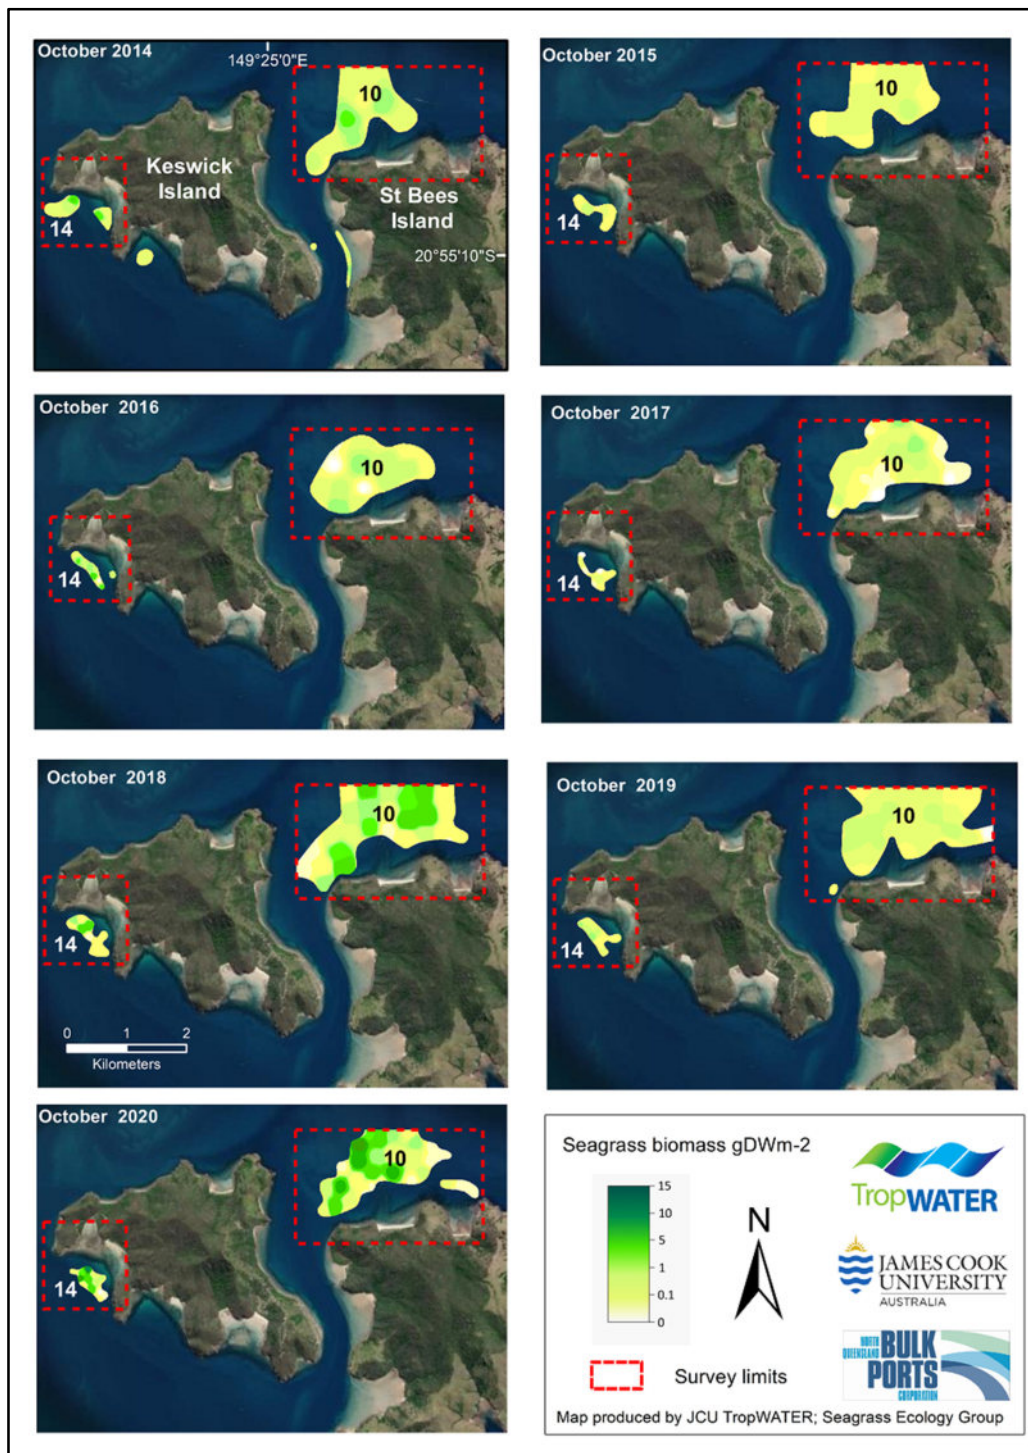 October 2014
149°25'0"E
10
Keswick
Island
St Bees
Island
14
20°55'10"S
October 2015
10
14
October 2016
10
14
October 2017
10
14
October 2018
10
14
0 1 2
Kilometers
October 2019
10
14
October 2020
10
14
Seagrass biomass gDWm-2
15
10
5
1
0.1
0
N
Survey limits
TropWATER
JAMES COOK
UNIVERSITY
AUSTRALIA
NORTH
QUEENSLAND
BULK
PORTS
CORPORATION
Map produced by JCU TropWATER; Seagrass Ecology Group